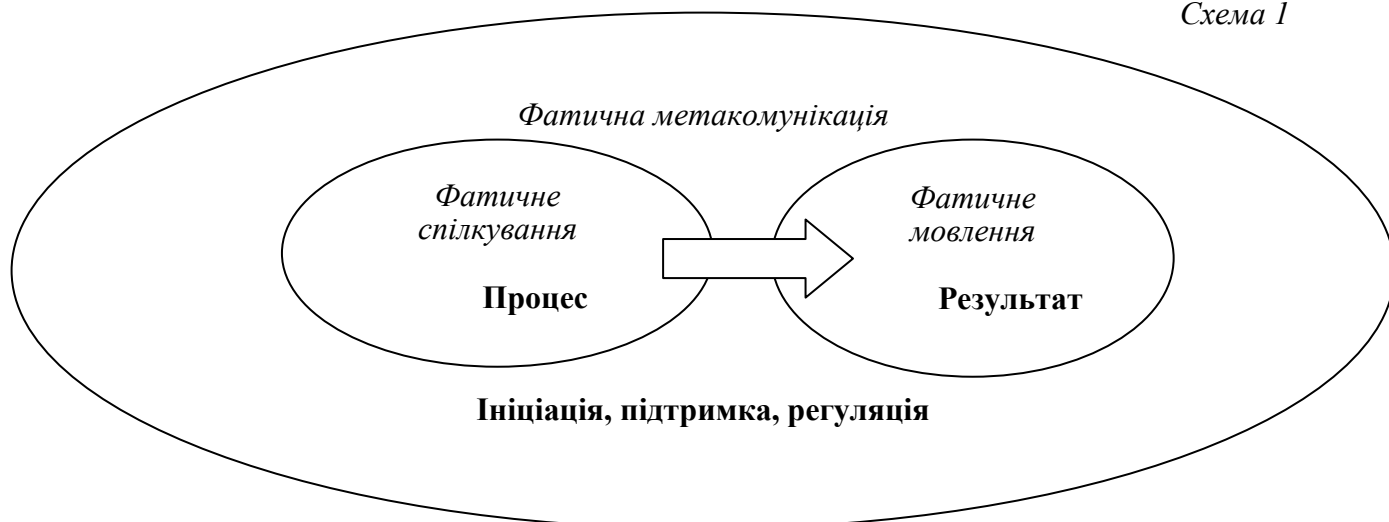 Схема 1
Фатична метакомунікація
Фатичне
спілкування
Процес
Фатичне
мовлення
Результат
Ініціація, підтримка, регуляція